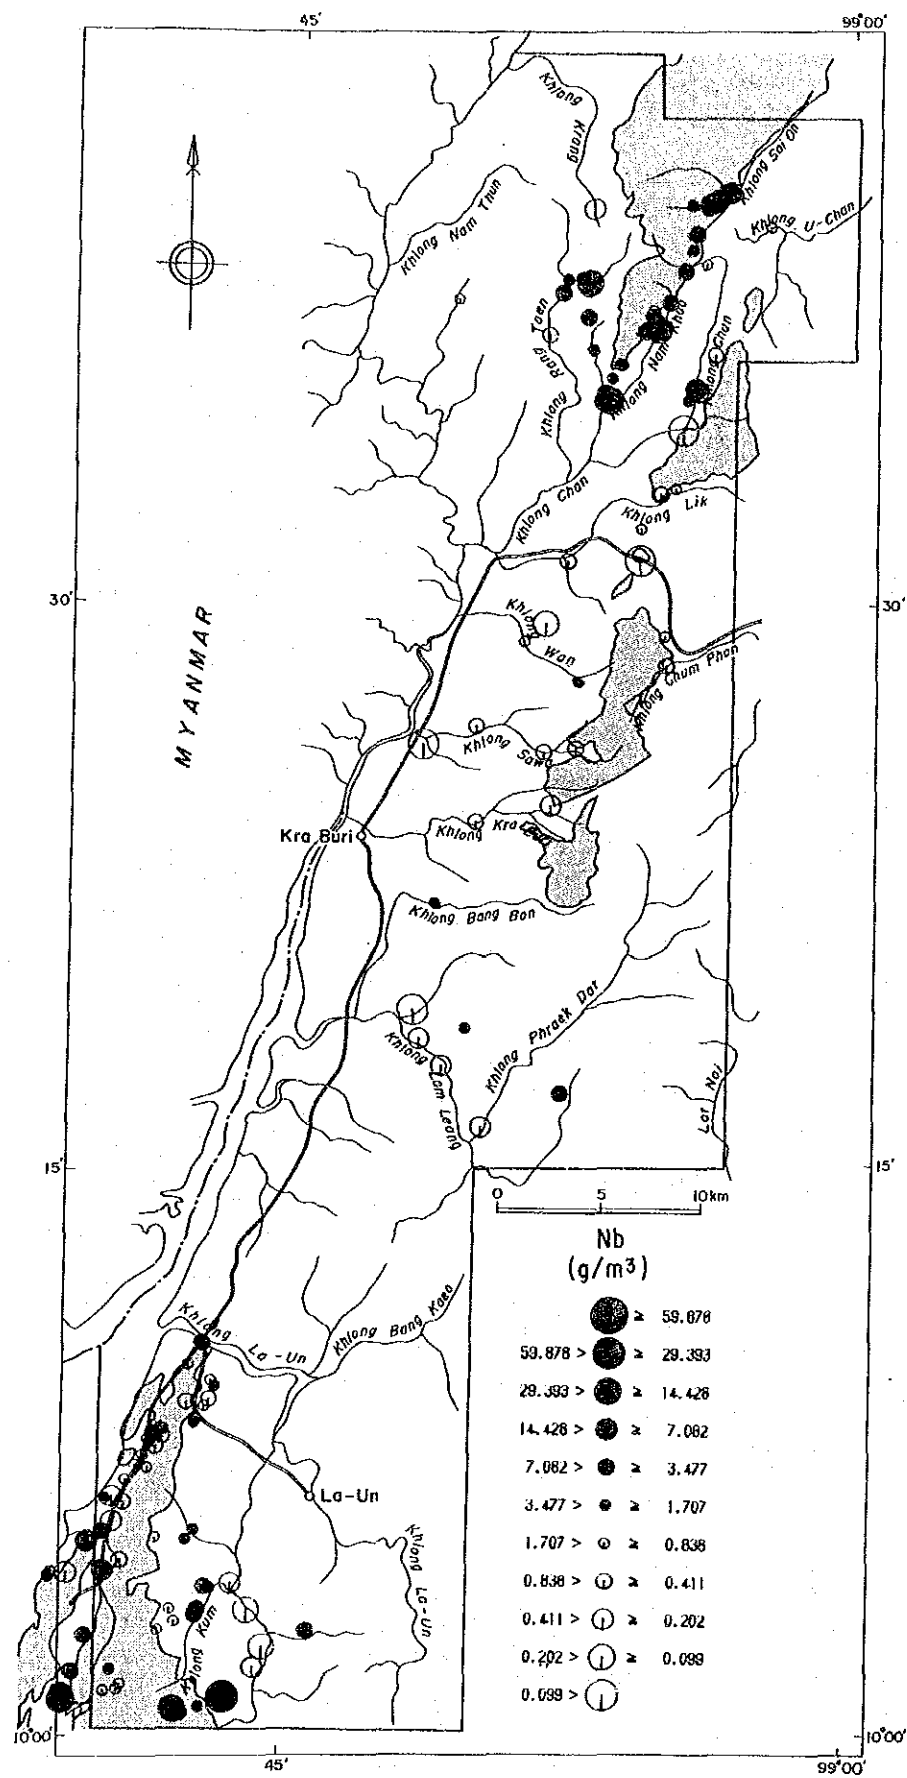 45'
99°00'
Khlong Krang
Khlong Sai On
Khlong U-Chan
Khlong Nam Thun
Khlong Rang Taen
Khlong Nam Khao
Khlong Chan
Khlong Chan
Khlong Lik
30'
30'
Khlong Wan
Khlong Chum Phon
MYANMAR
Khlong Sawa
Kra Buri
Khlong Kra
Khlong Bang Bon
Khlong Phraek Dat
Khlong Lam Leang
Lar Noi
15'
15'
0 5 10km
Nb
(g/m³)
≥ 59.878
59.878 > ≥ 29.393
29.393 > ≥ 14.428
14.428 > ≥ 7.082
7.082 > ≥ 3.477
3.477 > ≥ 1.707
1.707 > ≥ 0.838
0.838 > ≥ 0.411
0.411 > ≥ 0.202
0.202 > ≥ 0.099
0.099 >
Khlong La-Un
Khlong Bang Kaeo
La-Un
Khlong La-Un
Khlong Kum
10°00'
10°00'
45'
99°00'